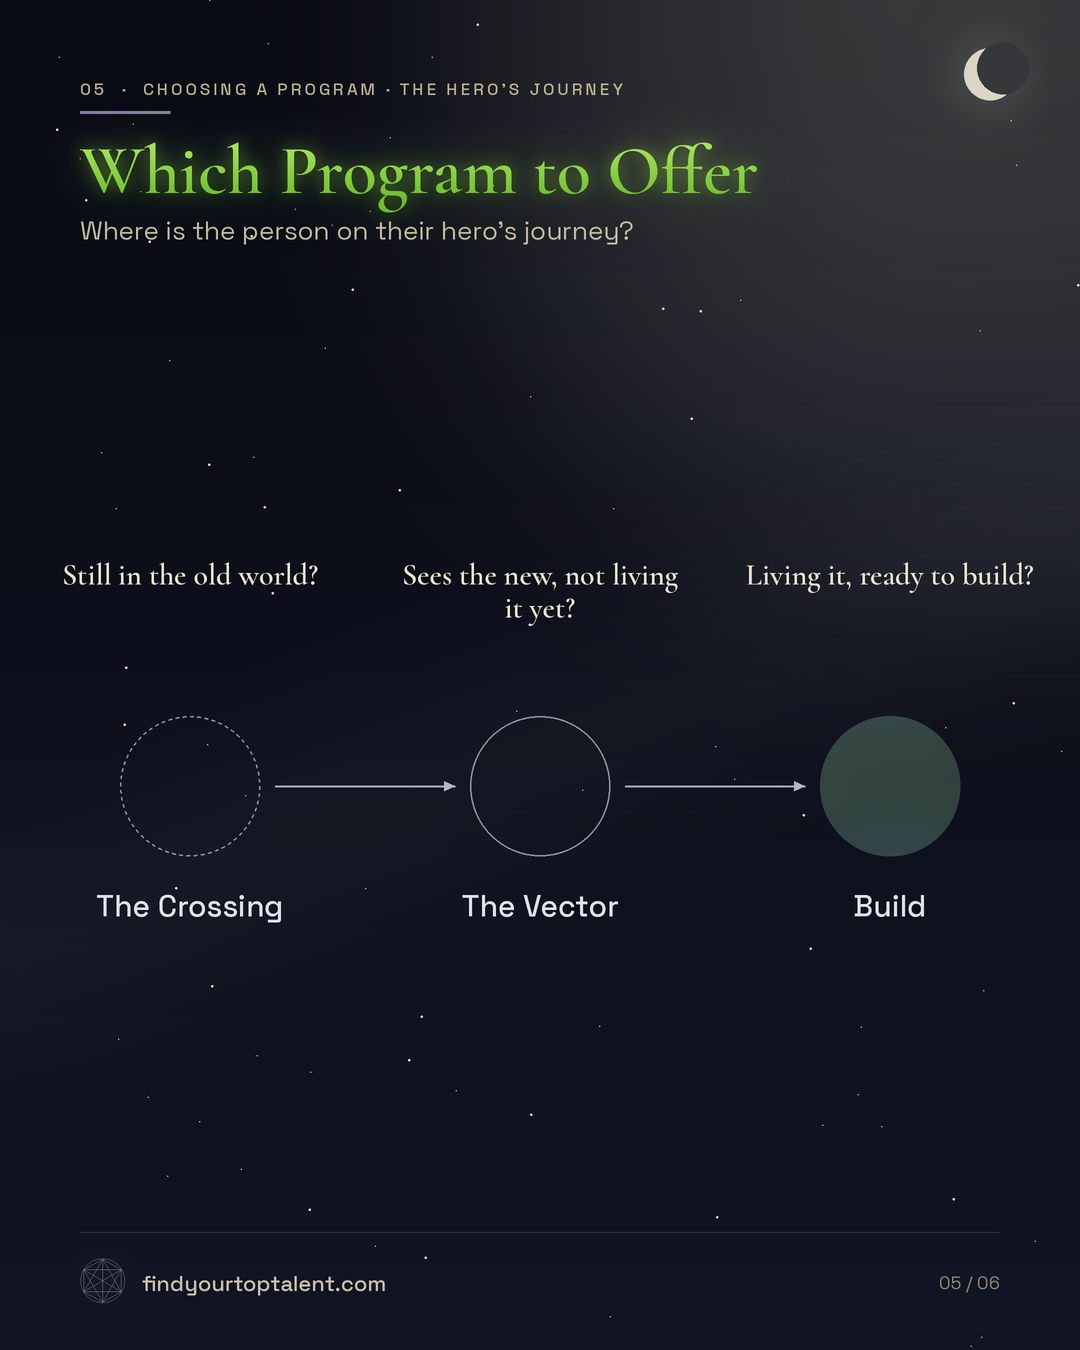 05 · CHOOSING A PROGRAM · THE HERO’S JOURNEY
Which Program to Offer
Where is the person on their hero’s journey?
Still in the old world?
Sees the new, not living
it yet?
Living it, ready to build?
The Crossing
The Vector
Build
findyourtoptalent.com
05 / 06